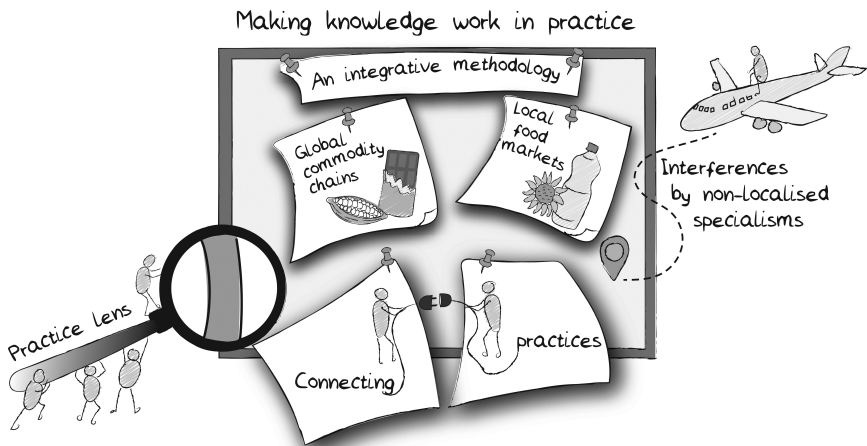 Making knowledge work in practice
An integrative methodology
Global
commodity
chains
Local
food
markets
Interferences
by non-localised
specialisms
Practice Lens
Connecting
practices